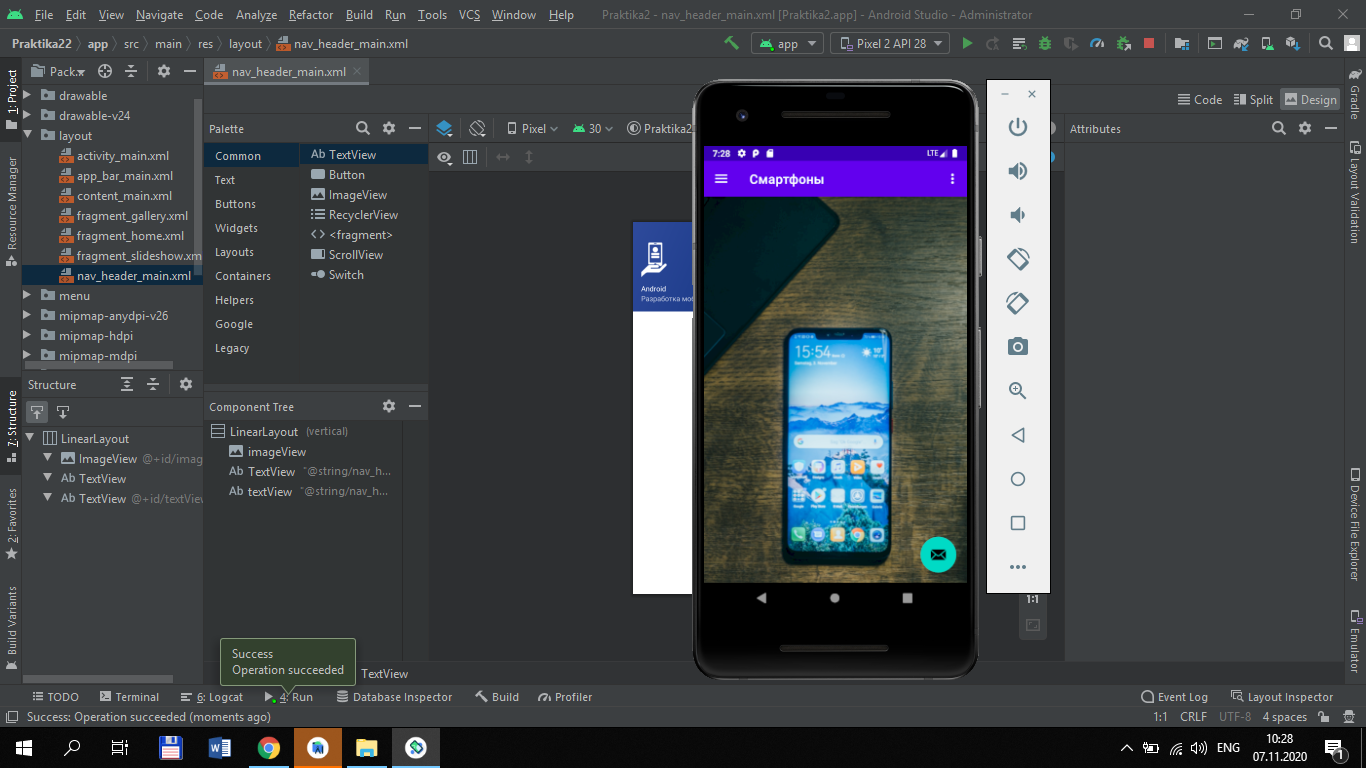 File Edit View Navigate Code Analyze Refactor Build Run Tools VCS Window Help
Praktika2 - nav_header_main.xml [Praktika2.app] - Android Studio - Administrator
Praktika22 app src main res layout nav_header_main.xml
app
Pixel 2 API 28
1: Project
Resource Manager
7: Structure
2: Favorites
Build Variants
Pack...
drawable
drawable-v24
layout
activity_main.xml
app_bar_main.xml
content_main.xml
fragment_gallery.xml
fragment_home.xml
fragment_slideshow.xm
nav_header_main.xml
menu
mipmap-anydpi-v26
mipmap-hdpi
mipmap-mdpi
Structure
LinearLayout
ImageView @+id/imag
TextView
TextView @+id/textView
nav_header_main.xml
Code Split Design
Palette
Common
Text
Buttons
Widgets
Layouts
Containers
Helpers
Google
Legacy
Ab TextView
Button
ImageView
RecyclerView
<fragment>
ScrollView
Switch
Component Tree
LinearLayout (vertical)
imageView
Ab TextView "@string/nav_h...
Ab textView "@string/nav_h...
Pixel 30 Praktika2
Android
Разработка моб
7:28 LTE
Смартфоны
15:54
1:1
Attributes
Gradle
Layout Validation
Device File Explorer
Emulator
Success
Operation succeeded
TextView
TODO Terminal 6: Logcat 4: Run Database Inspector Build Profiler Event Log Layout Inspector
Success: Operation succeeded (moments ago) 1:1 CRLF UTF-8 4 spaces
ENG
10:28
07.11.2020
1